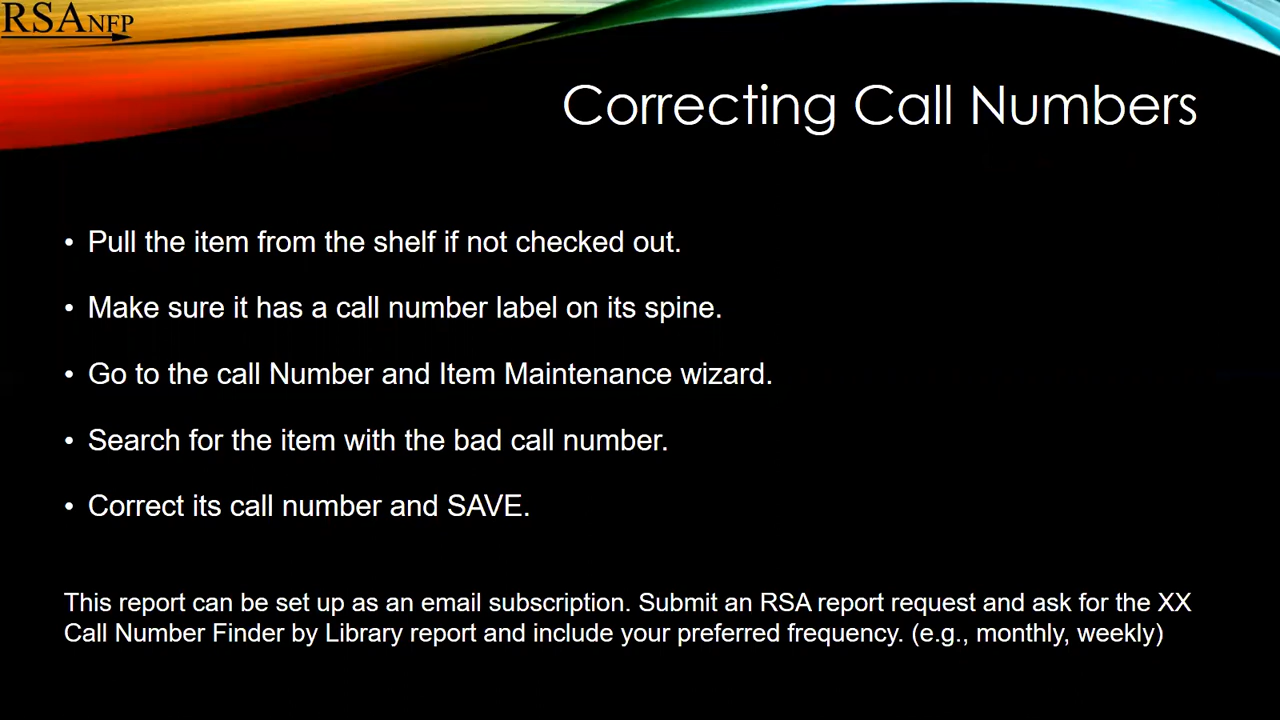 RSANFP
Correcting Call Numbers
• Pull the item from the shelf if not checked out.
• Make sure it has a call number label on its spine.
• Go to the call Number and Item Maintenance wizard.
• Search for the item with the bad call number.
• Correct its call number and SAVE.
This report can be set up as an email subscription. Submit an RSA report request and ask for the XX
Call Number Finder by Library report and include your preferred frequency. (e.g., monthly, weekly)